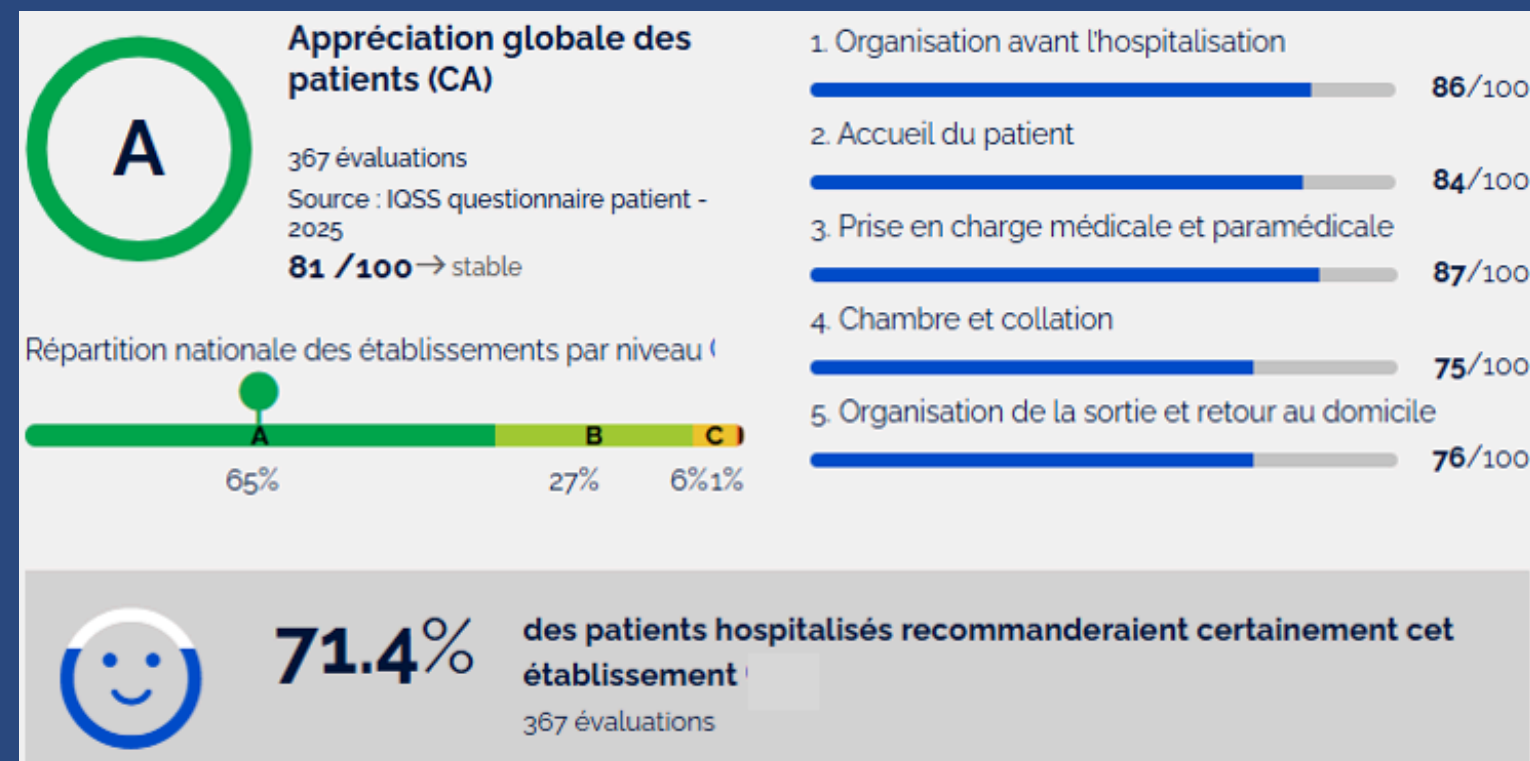 A
Appréciation globale des
patients (CA)
367 évaluations
Source : IQSS questionnaire patient -
2025
81 /100 → stable
Répartition nationale des établissements par niveau
A B C
65% 27% 6% 1%
1. Organisation avant l'hospitalisation
86/100
2. Accueil du patient
84/100
3. Prise en charge médicale et paramédicale
87/100
4. Chambre et collation
75/100
5. Organisation de la sortie et retour au domicile
76/100
71.4%
des patients hospitalisés recommanderaient certainement cet
établissement
367 évaluations